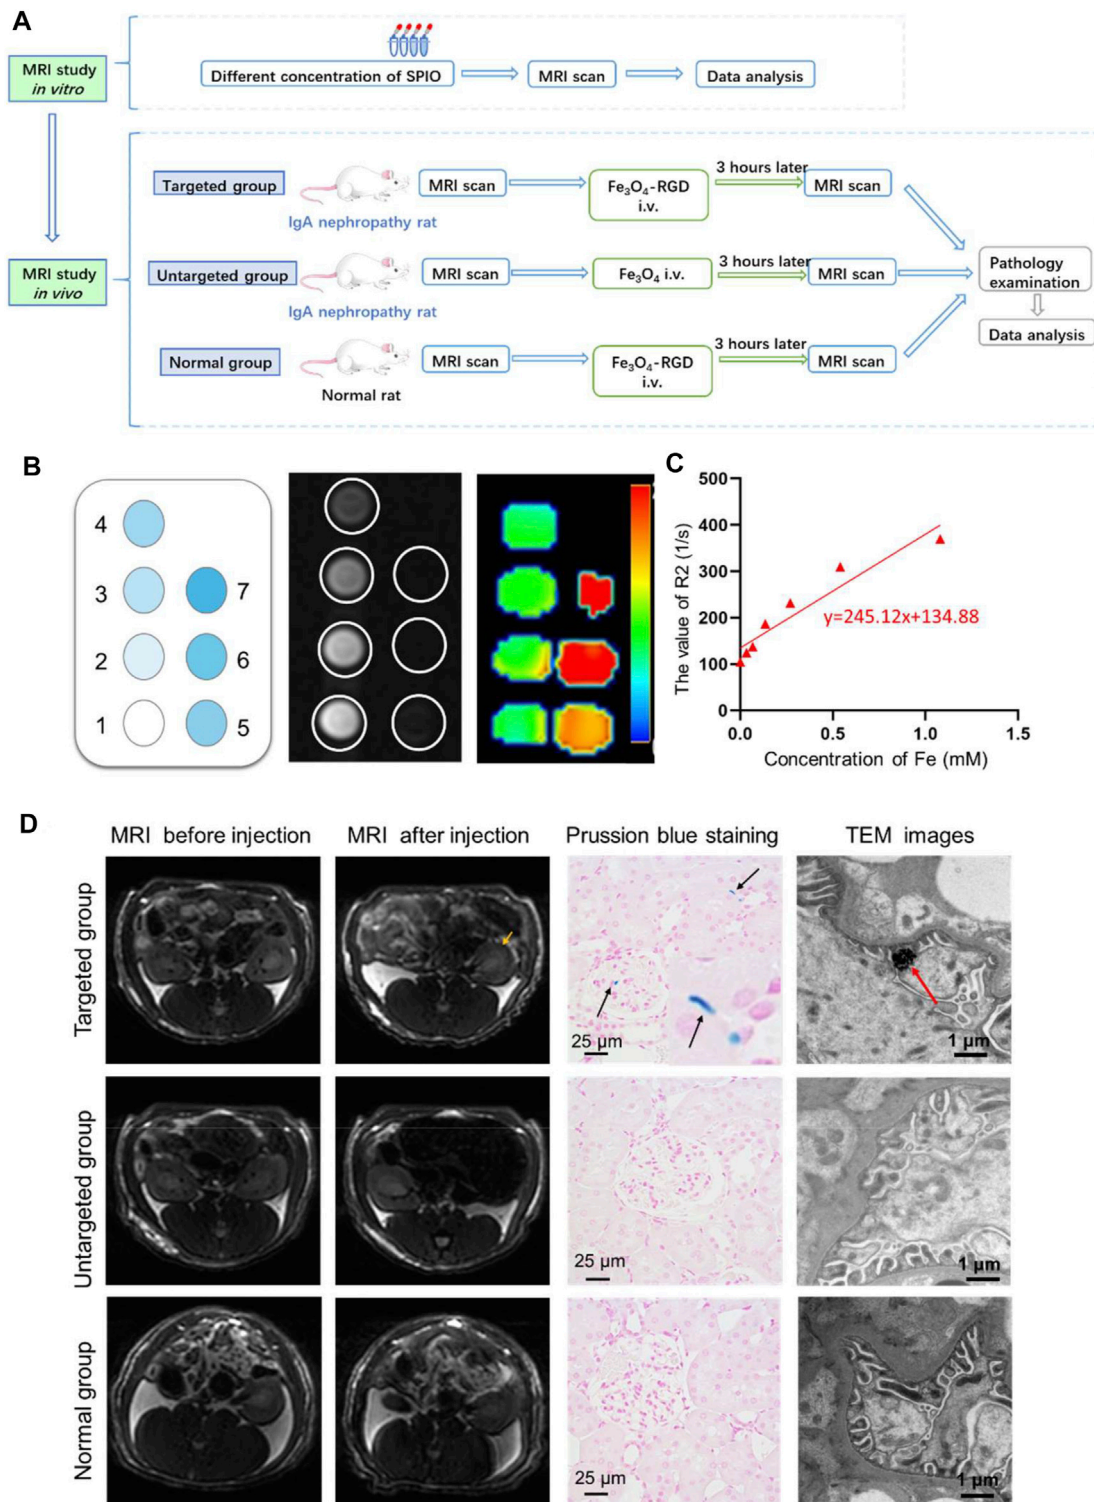 A
MRI study
in vitro
Different concentration of SPIO
MRI scan
Data analysis
Targeted group
IgA nephropathy rat
MRI scan
Fe₃O₄-RGD
i.v.
3 hours later
MRI scan
MRI study
in vivo
Untargeted group
IgA nephropathy rat
MRI scan
Fe₃O₄ i.v.
3 hours later
MRI scan
Pathology
examination
Data analysis
Normal group
Normal rat
MRI scan
Fe₃O₄-RGD
i.v.
3 hours later
MRI scan
B
4
3
7
2
6
1
5
C
The value of R2 (1/s)
500
400
300
200
100
0
y=245.12x+134.88
0.0
0.5
1.0
1.5
Concentration of Fe (mM)
D
MRI before injection
MRI after injection
Prussion blue staining
TEM images
Targeted group
25 μm
1 μm
Untargeted group
25 μm
1 μm
Normal group
25 μm
1 μm